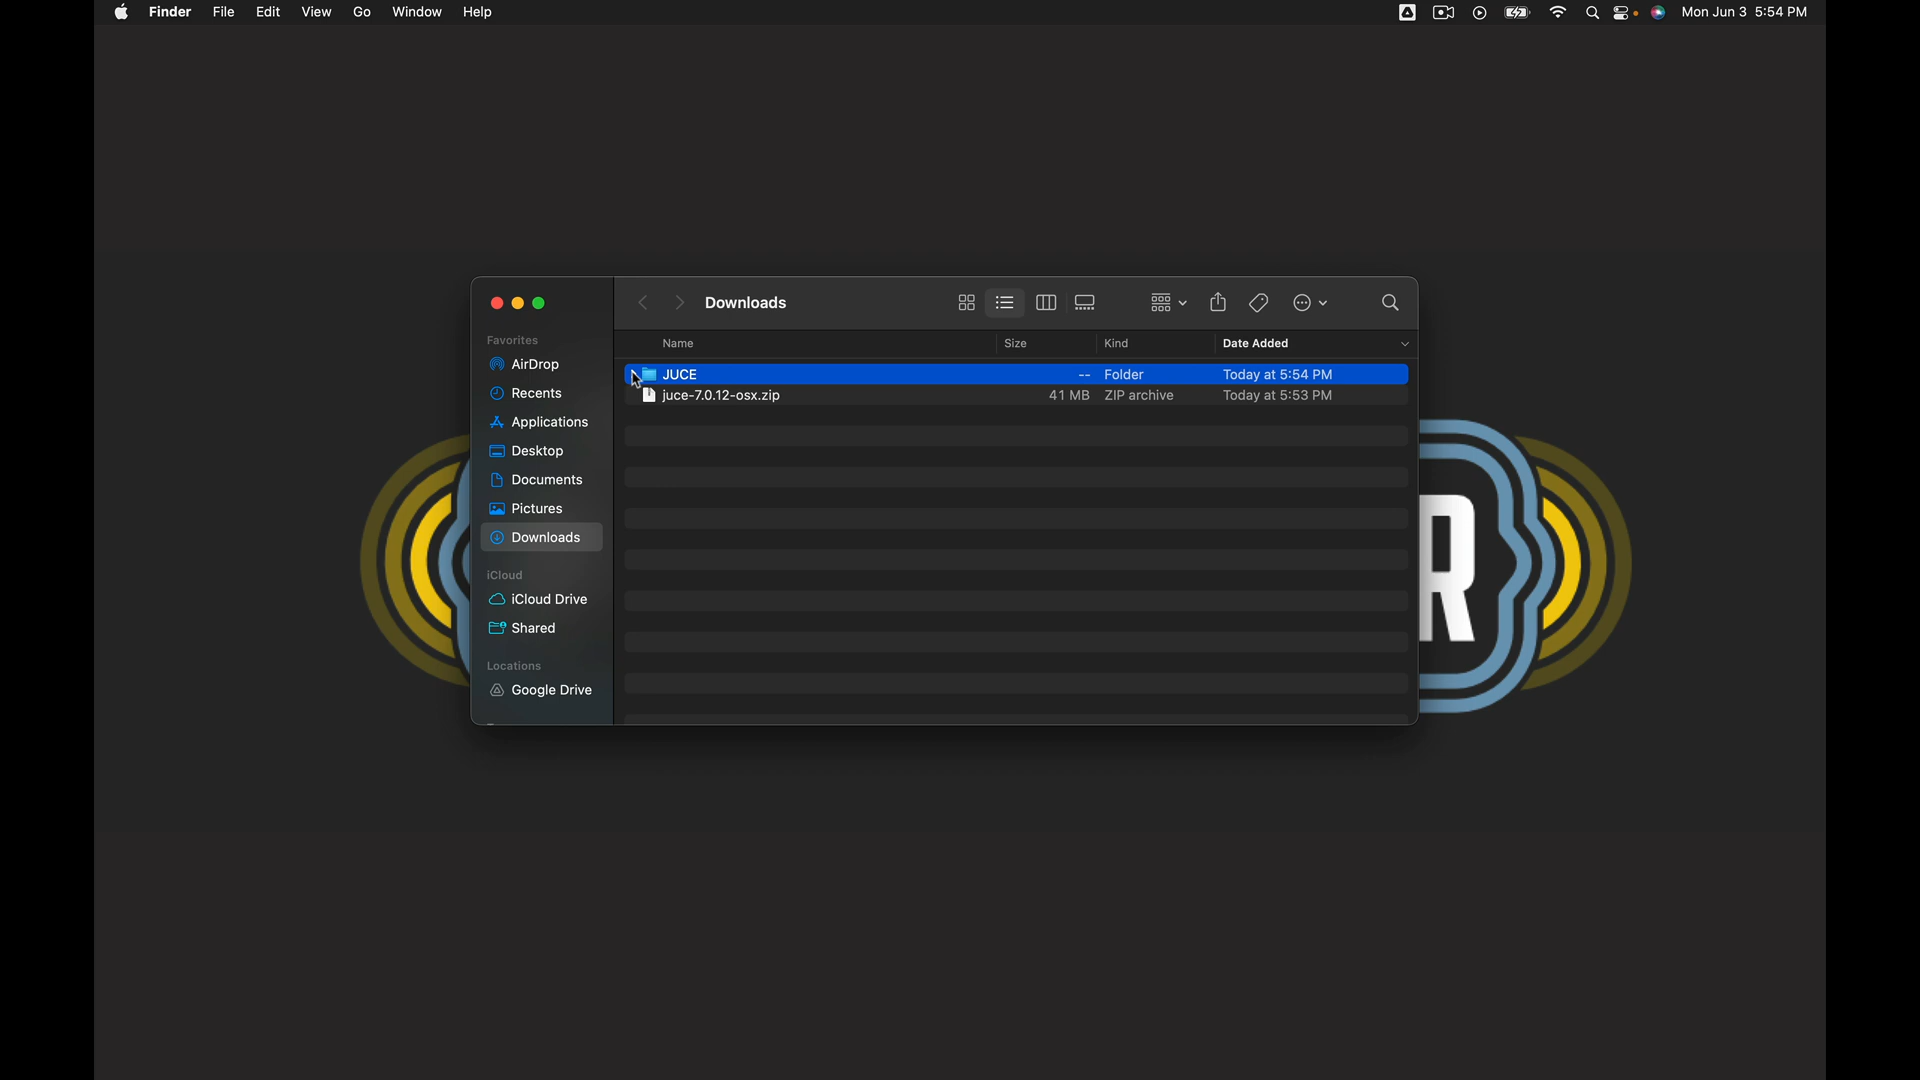 Finder File Edit View Go Window Help Mon Jun 3 5:54 PM
Downloads
Favorites
AirDrop
Recents
Applications
Desktop
Documents
Pictures
Downloads
iCloud
iCloud Drive
Shared
Locations
Google Drive
Name Size Kind Date Added
JUCE -- Folder Today at 5:54 PM
juce-7.0.12-osx.zip 41 MB ZIP archive Today at 5:53 PM
R